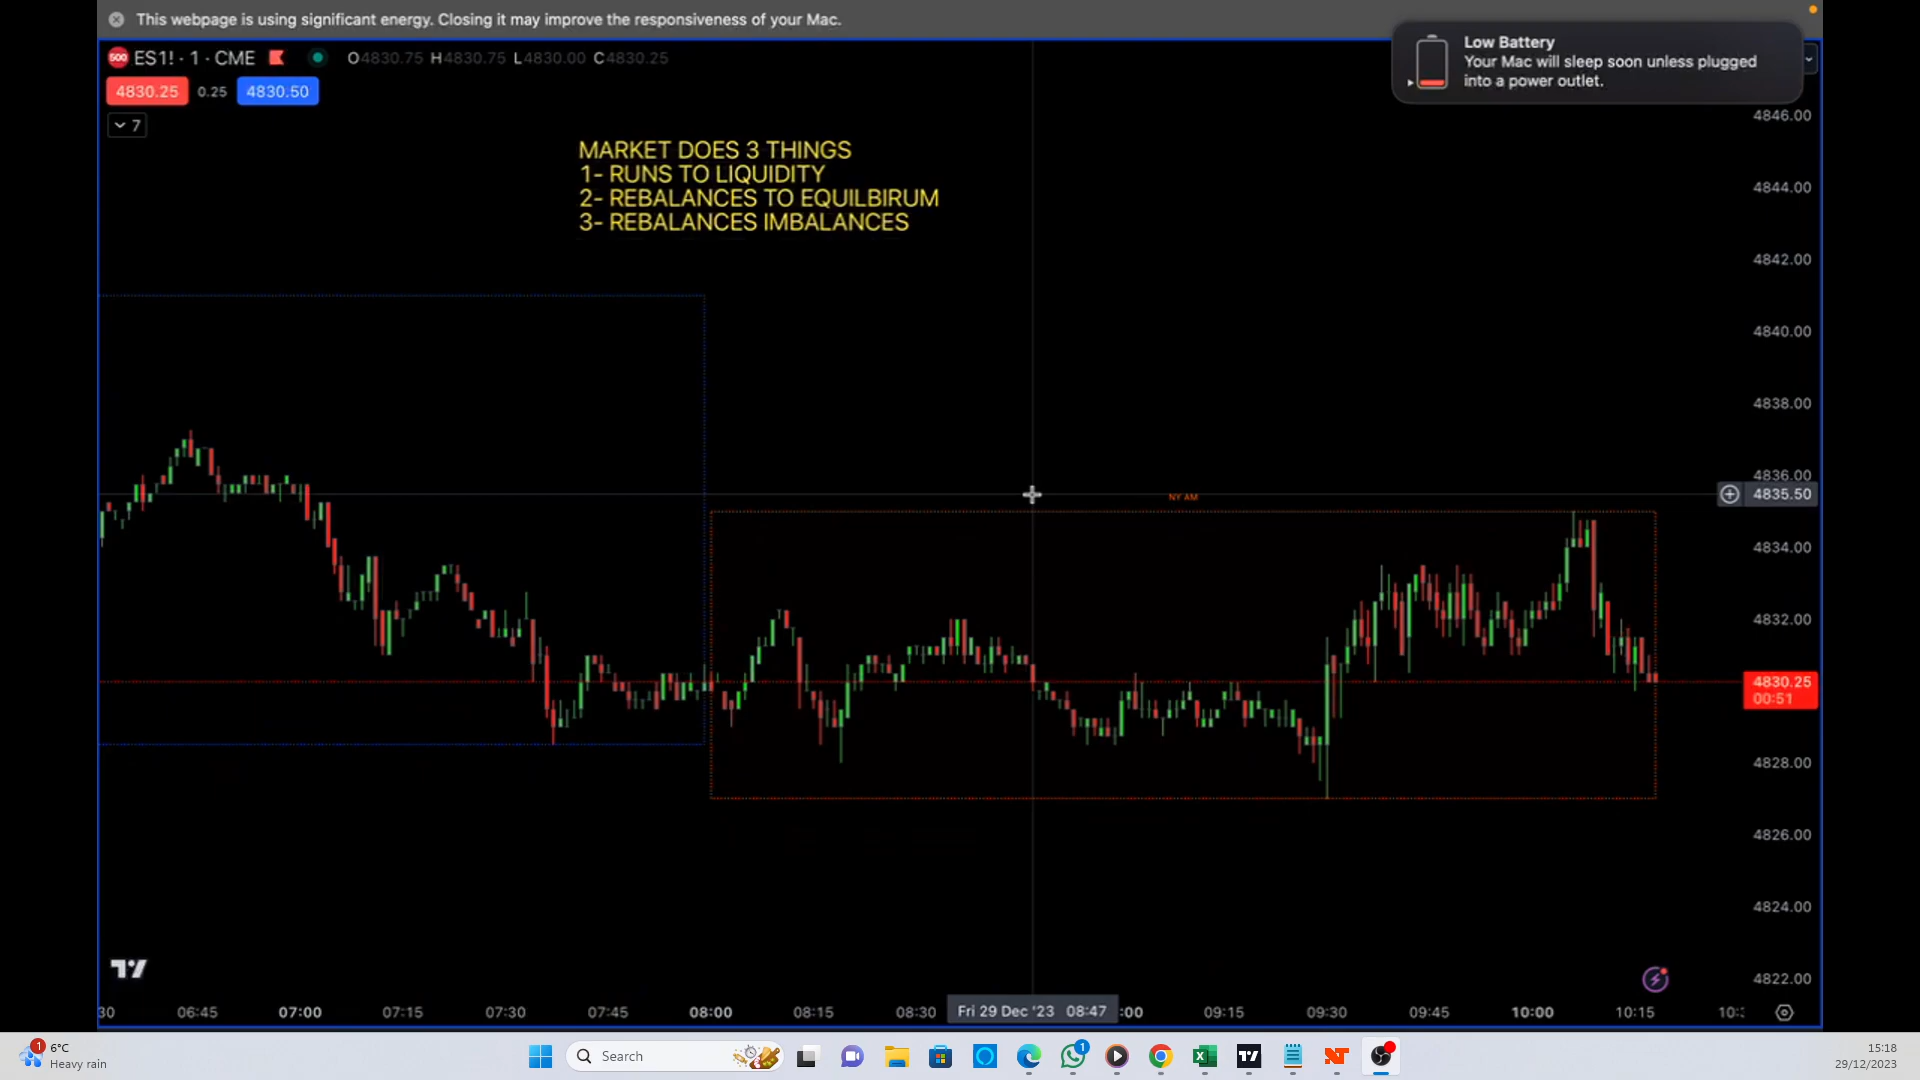 This webpage is using significant energy. Closing it may improve the responsiveness of your Mac.
500 ES1! · 1 · CME O4830.75 H4830.75 L4830.00 C4830.25
Low Battery
Your Mac will sleep soon unless plugged
into a power outlet.
4830.25 0.25 4830.50
7
MARKET DOES 3 THINGS
1- RUNS TO LIQUIDITY
2- REBALANCES TO EQUILBIRUM
3- REBALANCES IMBALANCES
4846.00
4844.00
4842.00
4840.00
4838.00
4836.00
4835.50
NY AM
4834.00
4832.00
4830.25
00:51
4828.00
4826.00
4824.00
4822.00
30 06:45 07:00 07:15 07:30 07:45 08:00 08:15 08:30 Fri 29 Dec '23 08:47 :00 09:15 09:30 09:45 10:00 10:15 10:
1 6°C
Heavy rain
Search
1
15:18
29/12/2023